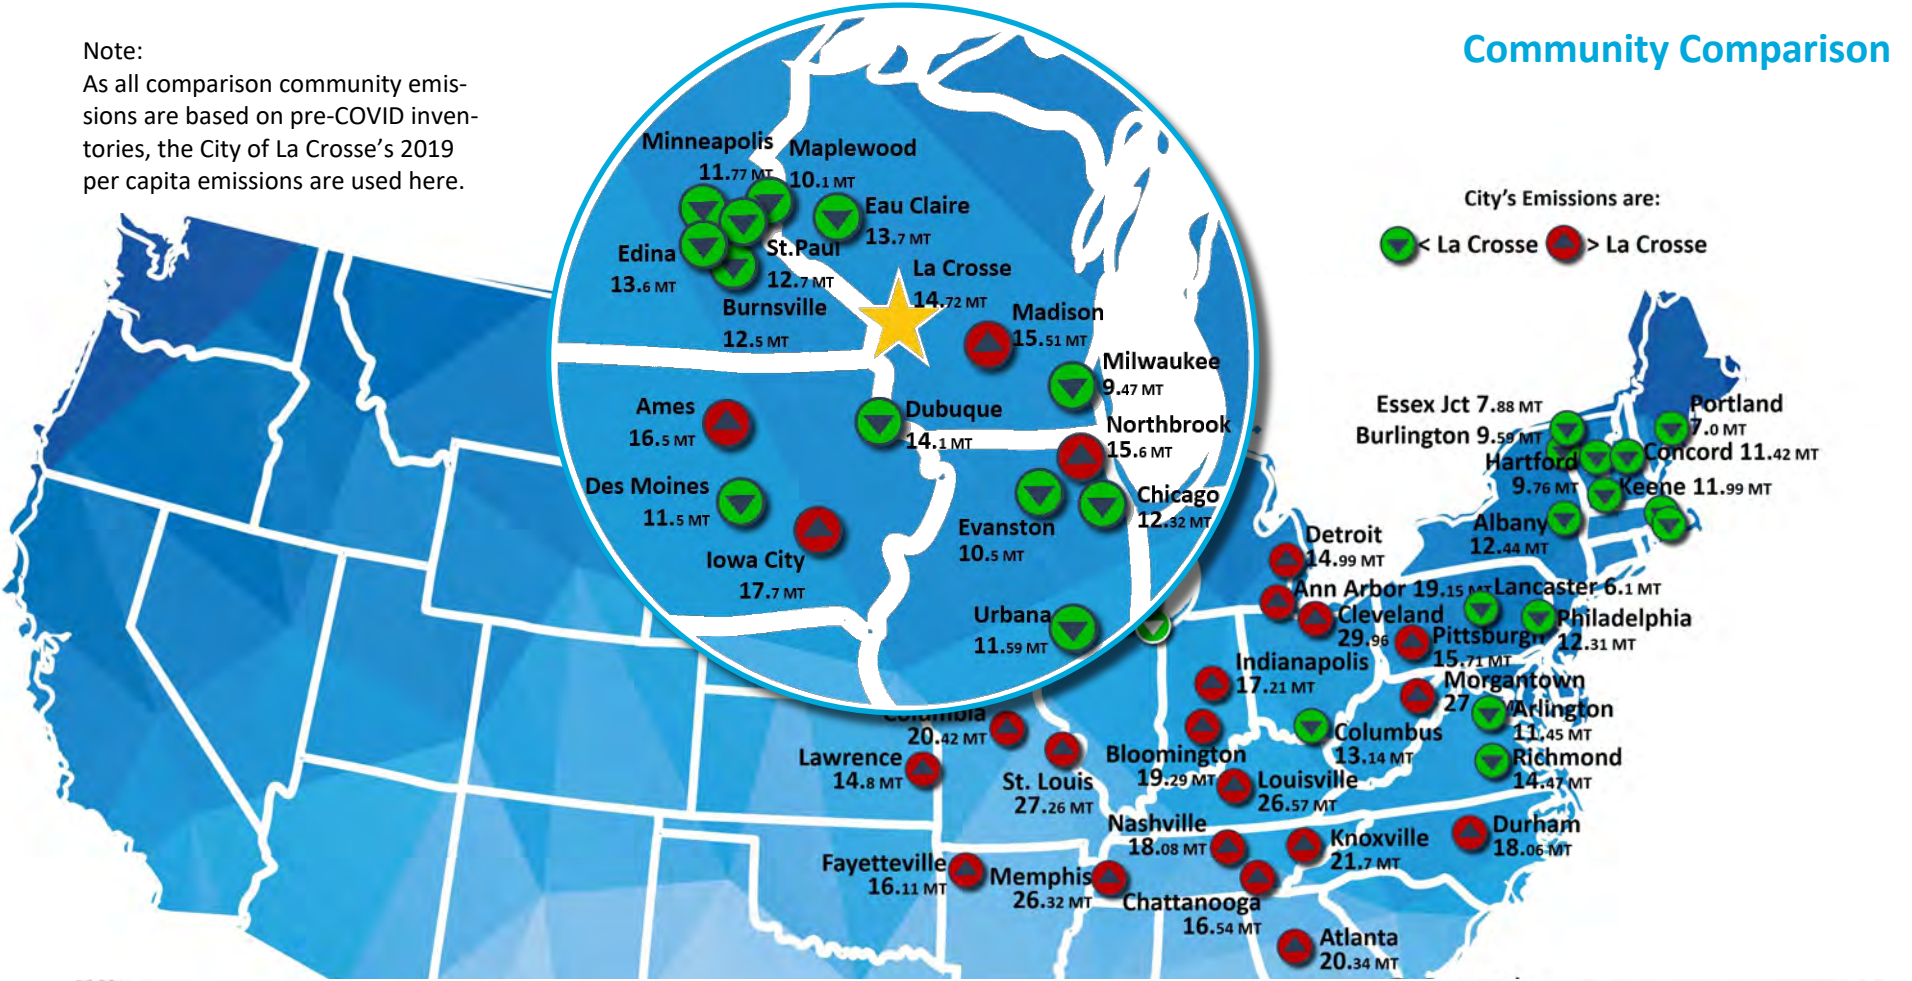 Community Comparison
Note:
As all comparison community emis-
sions are based on pre-COVID inven-
tories, the City of La Crosse's 2019
per capita emissions are used here.
City's Emissions are:
< La Crosse
> La Crosse
Minneapolis
11.77 MT
Maplewood
10.1 MT
Eau Claire
13.7 MT
Edina
13.6 MT
St.Paul
12.7 MT
Burnsville
12.5 MT
La Crosse
14.72 MT
Madison
15.51 MT
Milwaukee
9.47 MT
Ames
16.5 MT
Dubuque
14.1 MT
Northbrook
15.6 MT
Des Moines
11.5 MT
Evanston
10.5 MT
Chicago
12.32 MT
Iowa City
17.7 MT
Urbana
11.59 MT
Essex Jct 7.88 MT
Burlington 9.59 MT
Portland
7.0 MT
Hartford
9.76 MT
Concord 11.42 MT
Keene 11.99 MT
Albany
12.44 MT
Detroit
14.99 MT
Ann Arbor 19.15 MT
Lancaster 6.1 MT
Cleveland
29.96
Philadelphia
12.31 MT
Pittsburgh
15.71 MT
Indianapolis
17.21 MT
Morgantown
27
Arlington
11.45 MT
Columbia
20.42 MT
Columbus
13.14 MT
Richmond
14.47 MT
Lawrence
14.8 MT
St. Louis
27.26 MT
Bloomington
19.29 MT
Louisville
26.57 MT
Nashville
18.08 MT
Knoxville
21.7 MT
Durham
18.06 MT
Fayetteville
16.11 MT
Memphis
26.32 MT
Chattanooga
16.54 MT
Atlanta
20.34 MT